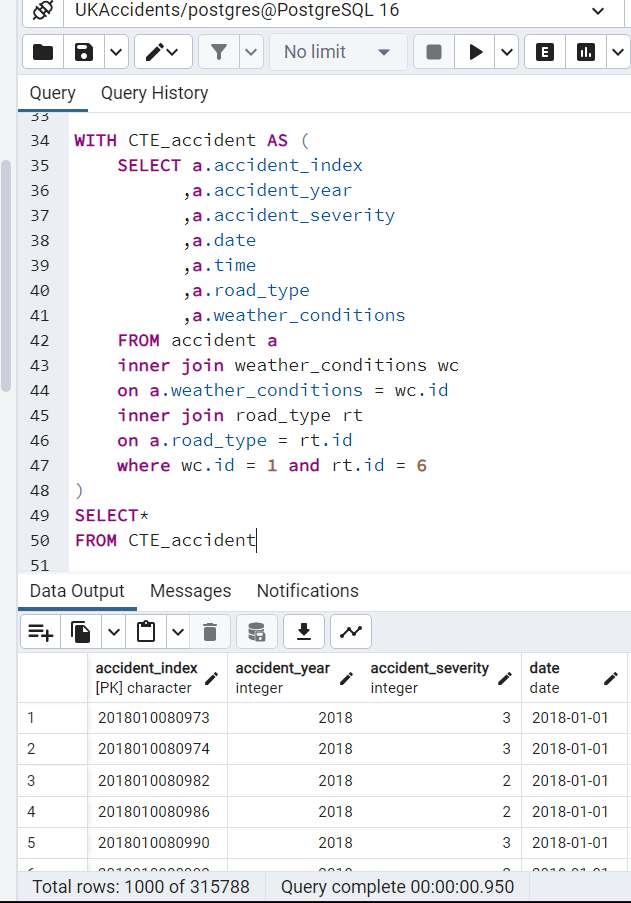 UKAccidents/postgres@PostgreSQL 16
No limit
E
Query Query History
33
34 WITH CTE_accident AS (
35 SELECT a.accident_index
36 ,a.accident_year
37 ,a.accident_severity
38 ,a.date
39 ,a.time
40 ,a.road_type
41 ,a.weather_conditions
42 FROM accident a
43 inner join weather_conditions wc
44 on a.weather_conditions = wc.id
45 inner join road_type rt
46 on a.road_type = rt.id
47 where wc.id = 1 and rt.id = 6
48 )
49 SELECT*
50 FROM CTE_accident
51
Data Output Messages Notifications
accident_index accident_year accident_severity date
[PK] character integer integer date
1 2018010080973 2018 3 2018-01-01
2 2018010080974 2018 3 2018-01-01
3 2018010080982 2018 2 2018-01-01
4 2018010080986 2018 2 2018-01-01
5 2018010080990 2018 3 2018-01-01
Total rows: 1000 of 315788 Query complete 00:00:00.950